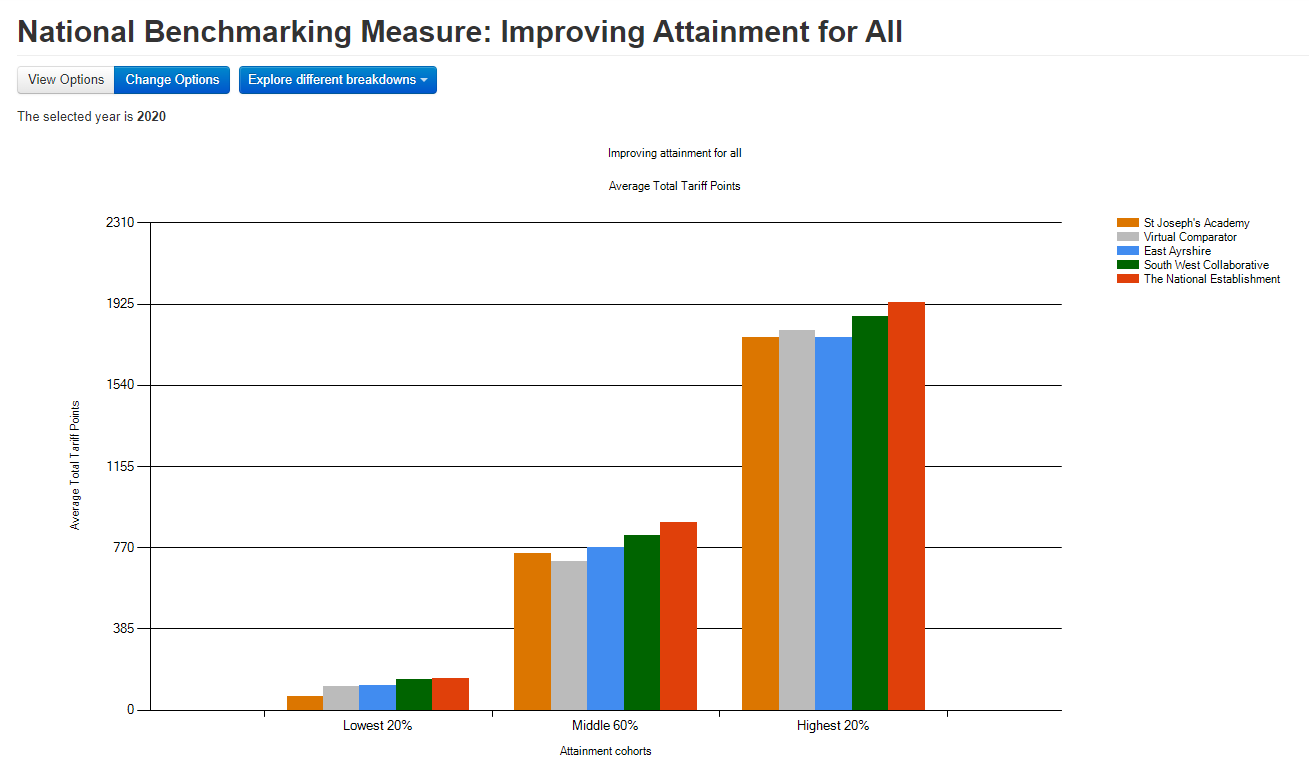 National Benchmarking Measure: Improving Attainment for All
View Options Change Options Explore different breakdowns
The selected year is 2020
Improving attainment for all
Average Total Tariff Points
2310
1925
1540
1155
770
385
0
Average Total Tariff Points
Lowest 20% Middle 60% Highest 20%
Attainment cohorts
St Joseph's Academy
Virtual Comparator
East Ayrshire
South West Collaborative
The National Establishment